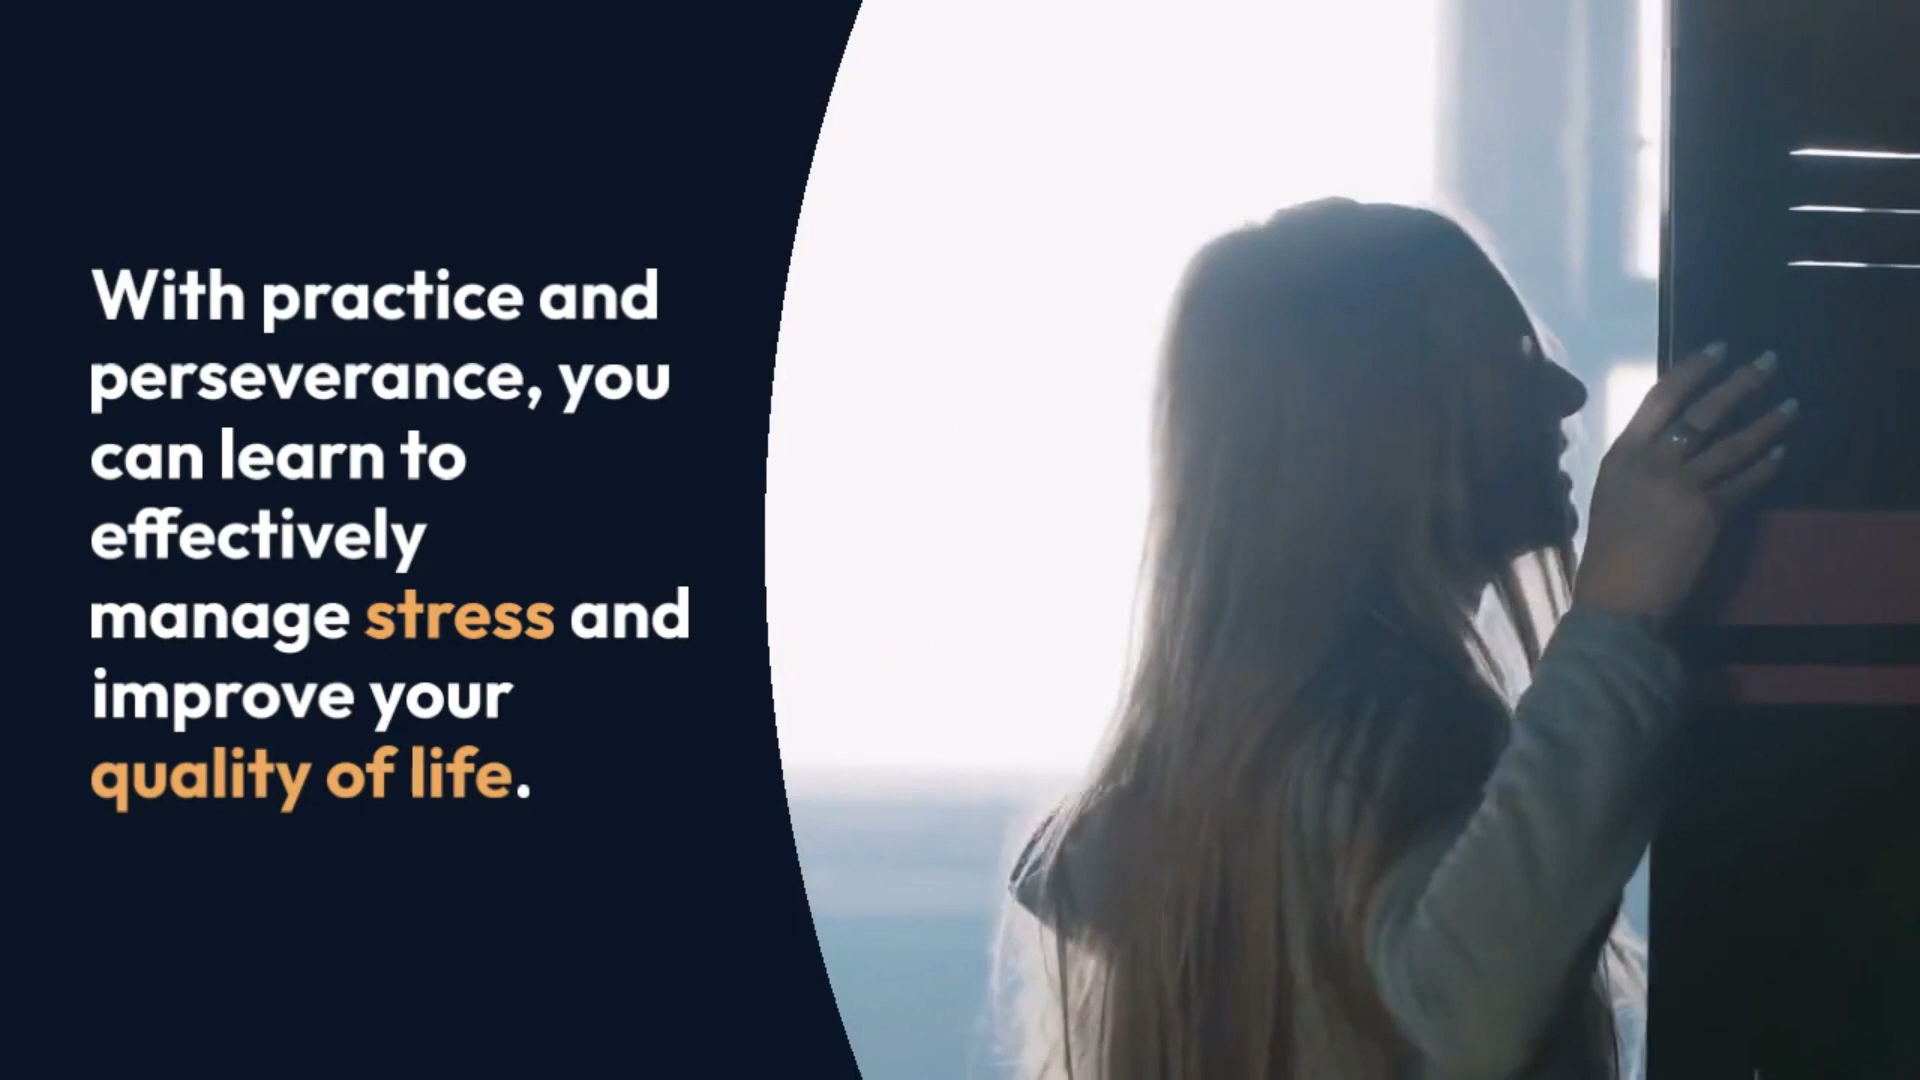 With practice and
perseverance, you
can learn to
effectively
manage stress and
improve your
quality of life.